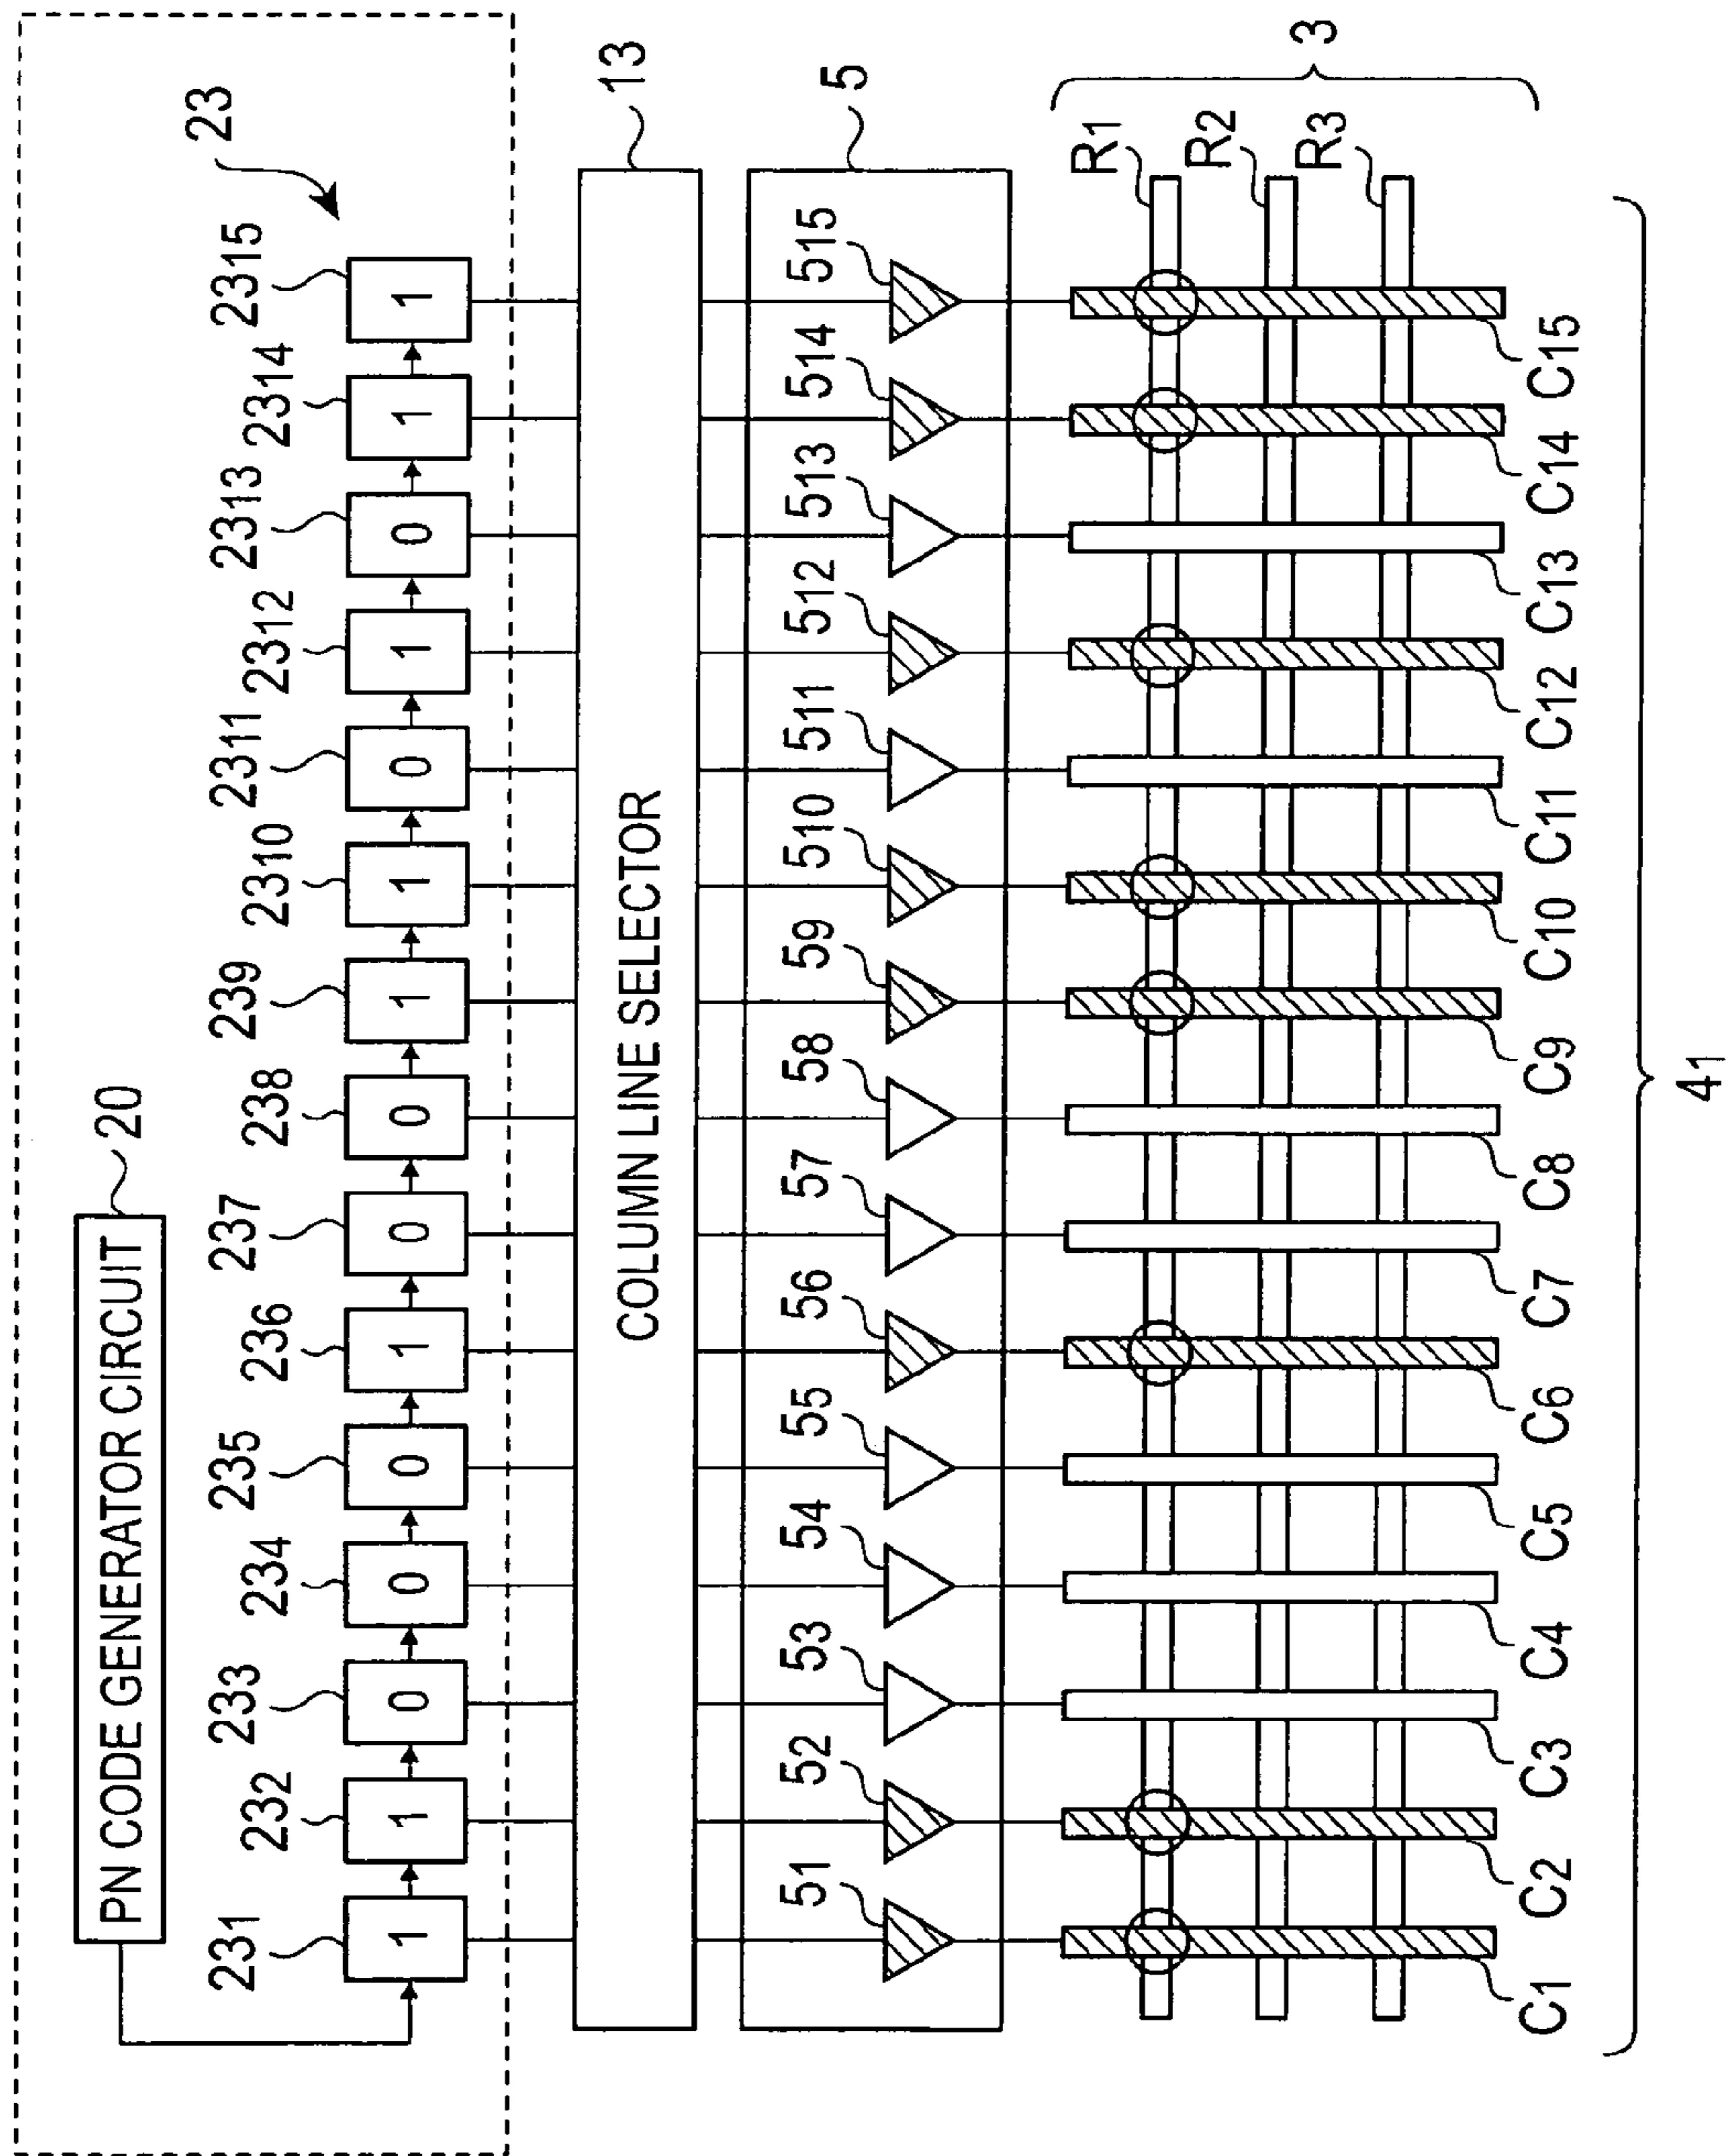 PN CODE GENERATOR CIRCUIT
20
23
231 232 233 234 235 236 237 238 239 2310 2311 2312 2313 2314 2315
1 1 0 0 0 1 0 0 1 1 0 1 0 1 1
COLUMN LINE SELECTOR
13
5
51 52 53 54 55 56 57 58 59 510 511 512 513 514 515
R1
R2
R3
3
C1 C2 C3 C4 C5 C6 C7 C8 C9 C10 C11 C12 C13 C14 C15
41